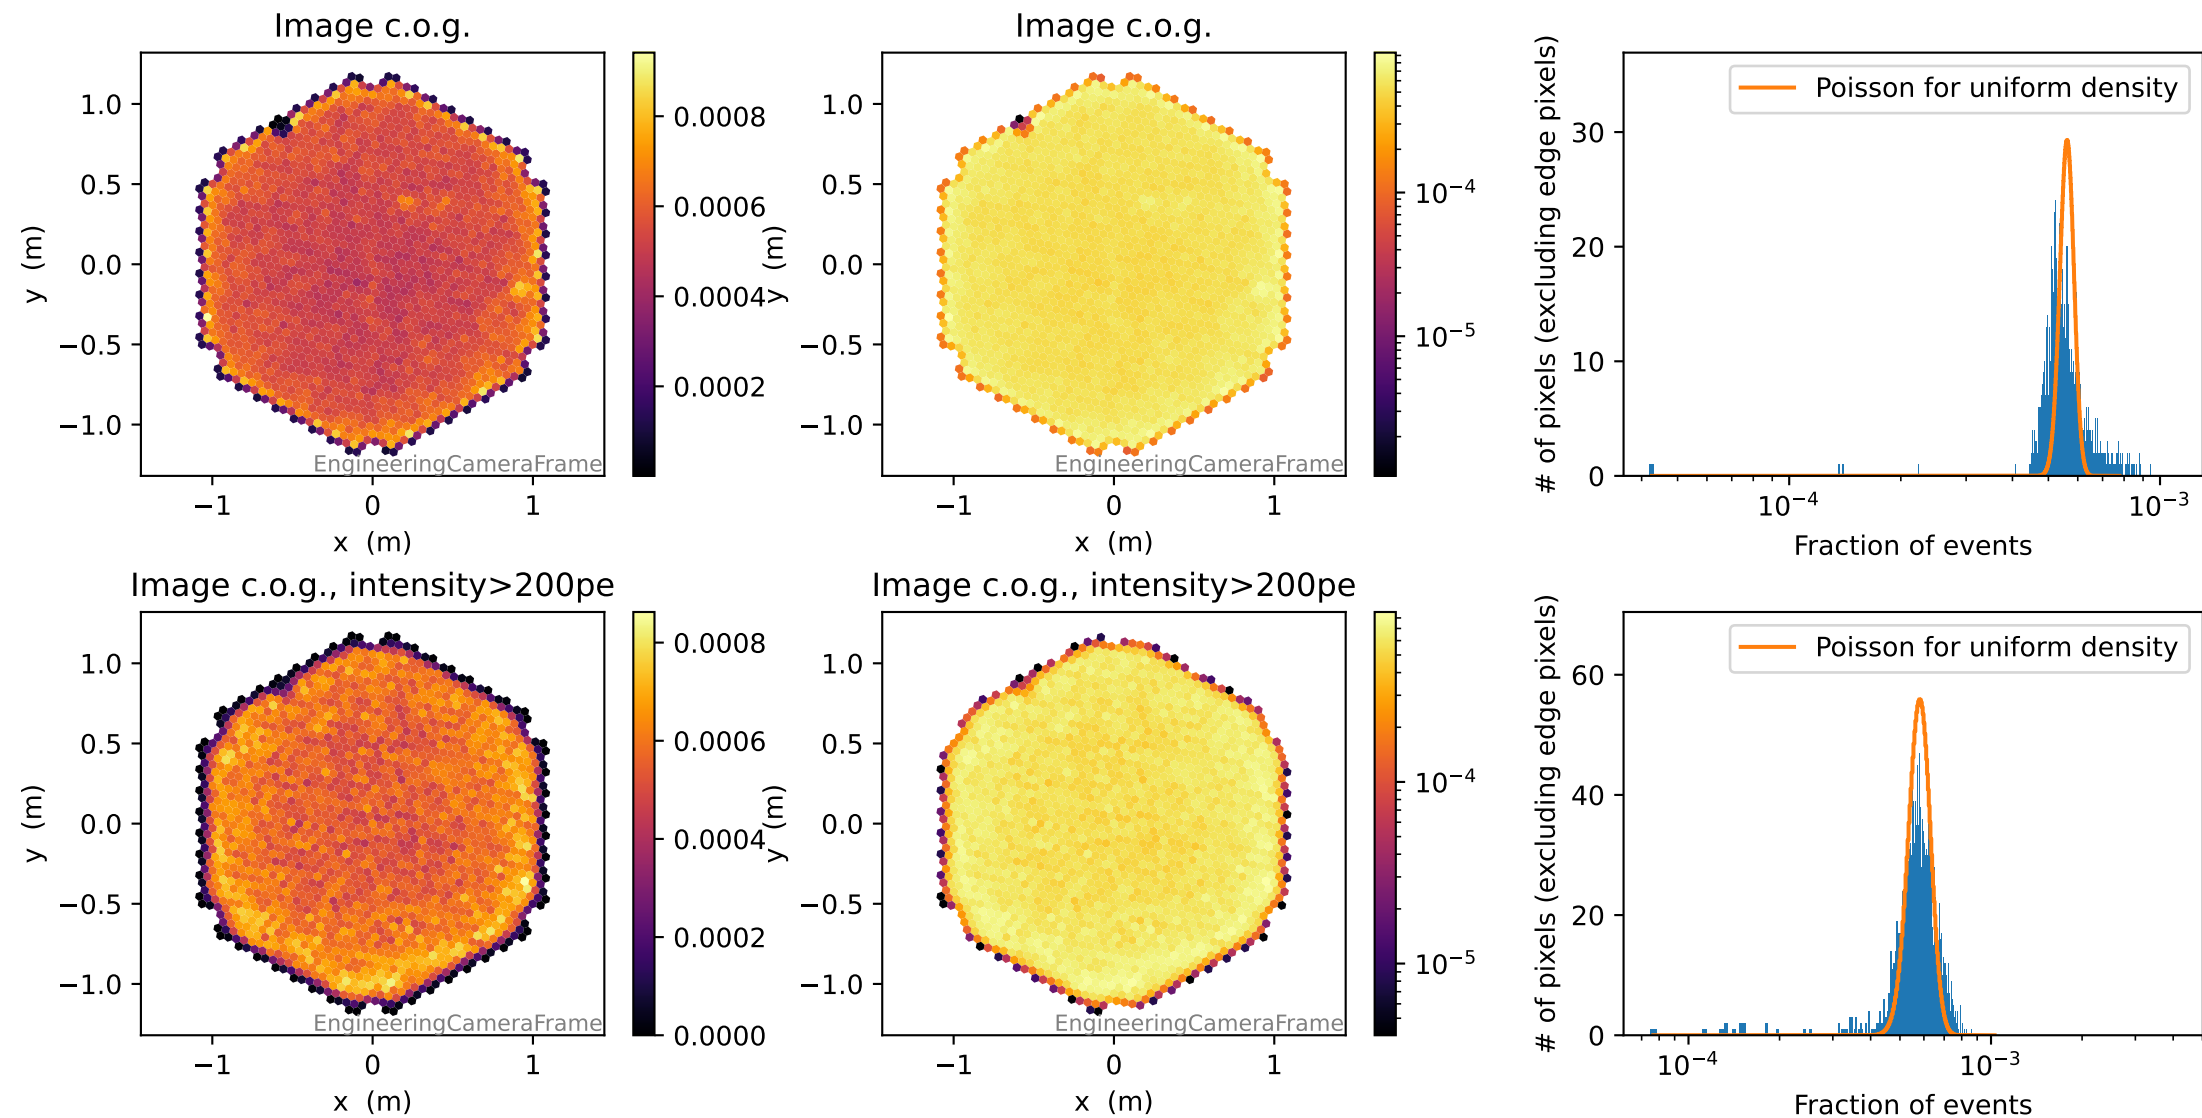 Image c.o.g.
1.0
0.5
0.0
−0.5
−1.0
y (m)
−1
0
1
x (m)
EngineeringCameraFrame
0.0008
0.0006
0.0004
0.0002
Image c.o.g.
1.0
0.5
0.0
−0.5
−1.0
y (m)
−1
0
1
x (m)
EngineeringCameraFrame
10−4
10−5
# of pixels (excluding edge pixels)
30
20
10
0
Poisson for uniform density
10−4
10−3
Fraction of events
Image c.o.g., intensity>200pe
1.0
0.5
0.0
−0.5
−1.0
y (m)
−1
0
1
x (m)
EngineeringCameraFrame
0.0008
0.0006
0.0004
0.0002
0.0000
Image c.o.g., intensity>200pe
1.0
0.5
0.0
−0.5
−1.0
y (m)
−1
0
1
x (m)
EngineeringCameraFrame
10−4
10−5
# of pixels (excluding edge pixels)
60
40
20
0
Poisson for uniform density
10−4
10−3
Fraction of events